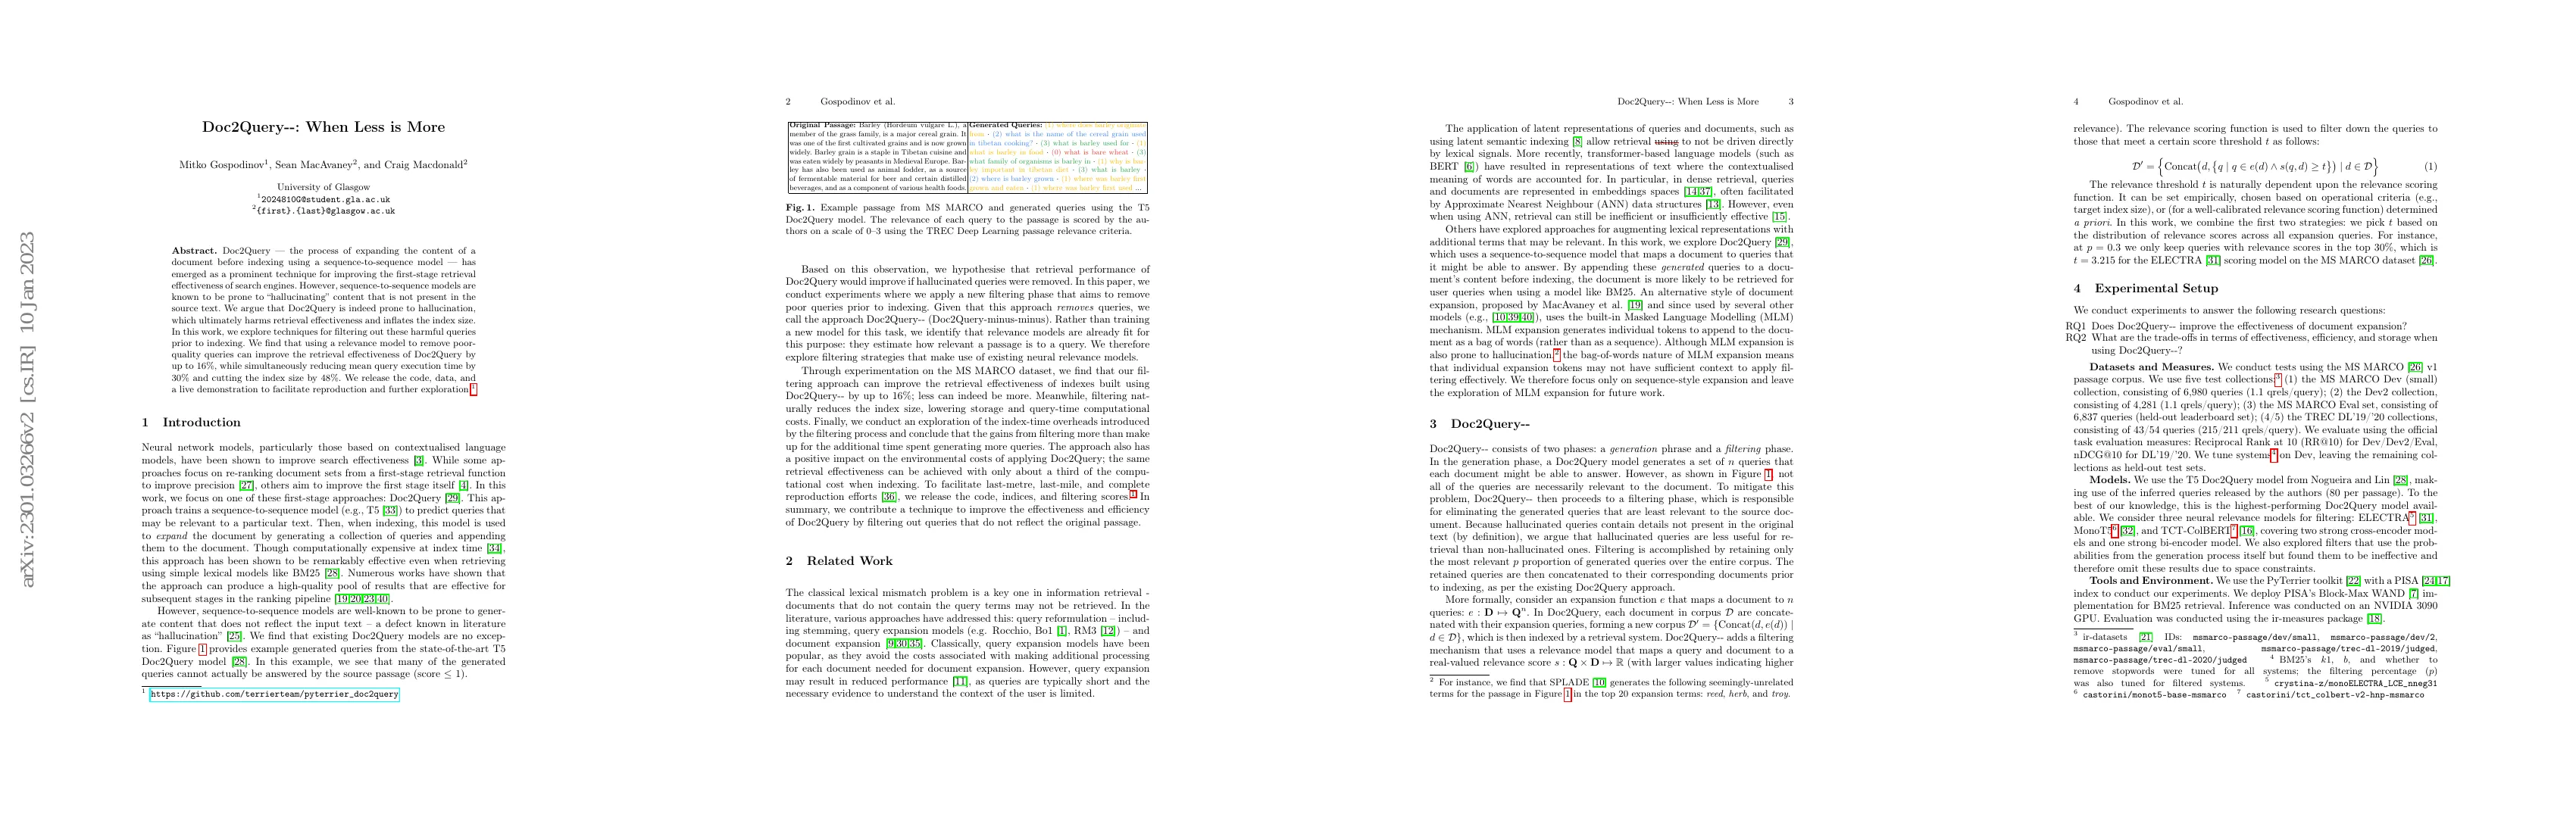 arXiv:2301.03266v2 [cs.IR] 10 Jan 2023
Doc2Query--: When Less is More
Mitko Gospodinov1, Sean MacAvaney2, and Craig Macdonald2
University of Glasgow
12024810G@student.gla.ac.uk
2{first}.{last}@glasgow.ac.uk
Abstract. Doc2Query — the process of expanding the content of a
document before indexing using a sequence-to-sequence model — has
emerged as a prominent technique for improving the first-stage retrieval
effectiveness of search engines. However, sequence-to-sequence models are
known to be prone to “hallucinating” content that is not present in the
source text. We argue that Doc2Query is indeed prone to hallucination,
which ultimately harms retrieval effectiveness and inflates the index size.
In this work, we explore techniques for filtering out these harmful queries
prior to indexing. We find that using a relevance model to remove poor-
quality queries can improve the retrieval effectiveness of Doc2Query by
up to 16%, while simultaneously reducing mean query execution time by
30% and cutting the index size by 48%. We release the code, data, and
a live demonstration to facilitate reproduction and further exploration.1
1 Introduction
Neural network models, particularly those based on contextualised language
models, have been shown to improve search effectiveness [3]. While some ap-
proaches focus on re-ranking document sets from a first-stage retrieval function
to improve precision [27], others aim to improve the first stage itself [4]. In this
work, we focus on one of these first-stage approaches: Doc2Query [29]. This ap-
proach trains a sequence-to-sequence model (e.g., T5 [33]) to predict queries that
may be relevant to a particular text. Then, when indexing, this model is used
to expand the document by generating a collection of queries and appending
them to the document. Though computationally expensive at index time [34],
this approach has been shown to be remarkably effective even when retrieving
using simple lexical models like BM25 [28]. Numerous works have shown that
the approach can produce a high-quality pool of results that are effective for
subsequent stages in the ranking pipeline [19,20,23,40].
However, sequence-to-sequence models are well-known to be prone to gener-
ate content that does not reflect the input text – a defect known in literature
as “hallucination” [25]. We find that existing Doc2Query models are no excep-
tion. Figure 1 provides example generated queries from the state-of-the-art T5
Doc2Query model [28]. In this example, we see that many of the generated
queries cannot actually be answered by the source passage (score ≤ 1).
1 https://github.com/terrierteam/pyterrier_doc2query
2 Gospodinov et al.
Original Passage: Barley (Hordeum vulgare L.), a
member of the grass family, is a major cereal grain. It
was one of the first cultivated grains and is now grown
widely. Barley grain is a staple in Tibetan cuisine and
was eaten widely by peasants in Medieval Europe. Bar-
ley has also been used as animal fodder, as a source
of fermentable material for beer and certain distilled
beverages, and as a component of various health foods.
Generated Queries: (1) where does barley originate
from · (2) what is the name of the cereal grain used
in tibetan cooking? · (3) what is barley used for · (1)
what is barley in food · (0) what is bare wheat · (3)
what family of organisms is barley in · (1) why is bar-
ley important in tibetan diet · (3) what is barley ·
(2) where is barley grown · (1) where was barley first
grown and eaten · (1) where was barley first used ...
Fig. 1. Example passage from MS MARCO and generated queries using the T5
Doc2Query model. The relevance of each query to the passage is scored by the au-
thors on a scale of 0–3 using the TREC Deep Learning passage relevance criteria.
Based on this observation, we hypothesise that retrieval performance of
Doc2Query would improve if hallucinated queries were removed. In this paper, we
conduct experiments where we apply a new filtering phase that aims to remove
poor queries prior to indexing. Given that this approach removes queries, we
call the approach Doc2Query-- (Doc2Query-minus-minus). Rather than training
a new model for this task, we identify that relevance models are already fit for
this purpose: they estimate how relevant a passage is to a query. We therefore
explore filtering strategies that make use of existing neural relevance models.
Through experimentation on the MS MARCO dataset, we find that our fil-
tering approach can improve the retrieval effectiveness of indexes built using
Doc2Query-- by up to 16%; less can indeed be more. Meanwhile, filtering nat-
urally reduces the index size, lowering storage and query-time computational
costs. Finally, we conduct an exploration of the index-time overheads introduced
by the filtering process and conclude that the gains from filtering more than make
up for the additional time spent generating more queries. The approach also has
a positive impact on the environmental costs of applying Doc2Query; the same
retrieval effectiveness can be achieved with only about a third of the compu-
tational cost when indexing. To facilitate last-metre, last-mile, and complete
reproduction efforts [36], we release the code, indices, and filtering scores.1 In
summary, we contribute a technique to improve the effectiveness and efficiency
of Doc2Query by filtering out queries that do not reflect the original passage.
2 Related Work
The classical lexical mismatch problem is a key one in information retrieval -
documents that do not contain the query terms may not be retrieved. In the
literature, various approaches have addressed this: query reformulation – includ-
ing stemming, query expansion models (e.g. Rocchio, Bo1 [1], RM3 [12]) – and
document expansion [9,30,35]. Classically, query expansion models have been
popular, as they avoid the costs associated with making additional processing
for each document needed for document expansion. However, query expansion
may result in reduced performance [11], as queries are typically short and the
necessary evidence to understand the context of the user is limited.
Doc2Query--: When Less is More 3
The application of latent representations of queries and documents, such as
using latent semantic indexing [8] allow retrieval using to not be driven directly
by lexical signals. More recently, transformer-based language models (such as
BERT [6]) have resulted in representations of text where the contextualised
meaning of words are accounted for. In particular, in dense retrieval, queries
and documents are represented in embeddings spaces [14,37], often facilitated
by Approximate Nearest Neighbour (ANN) data structures [13]. However, even
when using ANN, retrieval can still be inefficient or insufficiently effective [15].
Others have explored approaches for augmenting lexical representations with
additional terms that may be relevant. In this work, we explore Doc2Query [29],
which uses a sequence-to-sequence model that maps a document to queries that
it might be able to answer. By appending these generated queries to a docu-
ment’s content before indexing, the document is more likely to be retrieved for
user queries when using a model like BM25. An alternative style of document
expansion, proposed by MacAvaney et al. [19] and since used by several other
models (e.g., [10,39,40]), uses the built-in Masked Language Modelling (MLM)
mechanism. MLM expansion generates individual tokens to append to the docu-
ment as a bag of words (rather than as a sequence). Although MLM expansion is
also prone to hallucination,2 the bag-of-words nature of MLM expansion means
that individual expansion tokens may not have sufficient context to apply fil-
tering effectively. We therefore focus only on sequence-style expansion and leave
the exploration of MLM expansion for future work.
3 Doc2Query--
Doc2Query-- consists of two phases: a generation phrase and a filtering phase.
In the generation phase, a Doc2Query model generates a set of n queries that
each document might be able to answer. However, as shown in Figure 1, not
all of the queries are necessarily relevant to the document. To mitigate this
problem, Doc2Query-- then proceeds to a filtering phase, which is responsible
for eliminating the generated queries that are least relevant to the source doc-
ument. Because hallucinated queries contain details not present in the original
text (by definition), we argue that hallucinated queries are less useful for re-
trieval than non-hallucinated ones. Filtering is accomplished by retaining only
the most relevant p proportion of generated queries over the entire corpus. The
retained queries are then concatenated to their corresponding documents prior
to indexing, as per the existing Doc2Query approach.
More formally, consider an expansion function e that maps a document to n
queries: e : D ↦ Qⁿ. In Doc2Query, each document in corpus 𝒟 are concate-
nated with their expansion queries, forming a new corpus 𝒟′ = {Concat(d, e(d)) |
d ∈ 𝒟}, which is then indexed by a retrieval system. Doc2Query-- adds a filtering
mechanism that uses a relevance model that maps a query and document to a
real-valued relevance score s : Q × D ↦ ℝ (with larger values indicating higher
2 For instance, we find that SPLADE [10] generates the following seemingly-unrelated
terms for the passage in Figure 1 in the top 20 expansion terms: reed, herb, and troy.
4 Gospodinov et al.
relevance). The relevance scoring function is used to filter down the queries to
those that meet a certain score threshold t as follows:
𝒟′ = {Concat(d, {q | q ∈ e(d) ∧ s(q, d) ≥ t}) | d ∈ 𝒟} (1)
The relevance threshold t is naturally dependent upon the relevance scoring
function. It can be set empirically, chosen based on operational criteria (e.g.,
target index size), or (for a well-calibrated relevance scoring function) determined
a priori. In this work, we combine the first two strategies: we pick t based on
the distribution of relevance scores across all expansion queries. For instance,
at p = 0.3 we only keep queries with relevance scores in the top 30%, which is
t = 3.215 for the ELECTRA [31] scoring model on the MS MARCO dataset [26].
4 Experimental Setup
We conduct experiments to answer the following research questions:
RQ1 Does Doc2Query-- improve the effectiveness of document expansion?
RQ2 What are the trade-offs in terms of effectiveness, efficiency, and storage when
using Doc2Query--?
Datasets and Measures. We conduct tests using the MS MARCO [26] v1
passage corpus. We use five test collections:3 (1) the MS MARCO Dev (small)
collection, consisting of 6,980 queries (1.1 qrels/query); (2) the Dev2 collection,
consisting of 4,281 (1.1 qrels/query); (3) the MS MARCO Eval set, consisting of
6,837 queries (held-out leaderboard set); (4/5) the TREC DL’19/’20 collections,
consisting of 43/54 queries (215/211 qrels/query). We evaluate using the official
task evaluation measures: Reciprocal Rank at 10 (RR@10) for Dev/Dev2/Eval,
nDCG@10 for DL’19/’20. We tune systems4 on Dev, leaving the remaining col-
lections as held-out test sets.
Models. We use the T5 Doc2Query model from Nogueira and Lin [28], mak-
ing use of the inferred queries released by the authors (80 per passage). To the
best of our knowledge, this is the highest-performing Doc2Query model avail-
able. We consider three neural relevance models for filtering: ELECTRA5 [31],
MonoT56 [32], and TCT-ColBERT7 [16], covering two strong cross-encoder mod-
els and one strong bi-encoder model. We also explored filters that use the prob-
abilities from the generation process itself but found them to be ineffective and
therefore omit these results due to space constraints.
Tools and Environment. We use the PyTerrier toolkit [22] with a PISA [24,17]
index to conduct our experiments. We deploy PISA’s Block-Max WAND [7] im-
plementation for BM25 retrieval. Inference was conducted on an NVIDIA 3090
GPU. Evaluation was conducted using the ir-measures package [18].
3 ir-datasets [21] IDs: msmarco-passage/dev/small, msmarco-passage/dev/2,
msmarco-passage/eval/small, msmarco-passage/trec-dl-2019/judged,
msmarco-passage/trec-dl-2020/judged 4 BM25’s k1, b, and whether to
remove stopwords were tuned for all systems; the filtering percentage (p)
was also tuned for filtered systems. 5 crystina-z/monoELECTRA_LCE_nneg31
6 castorini/monot5-base-msmarco 7 castorini/tct_colbert-v2-hnp-msmarco